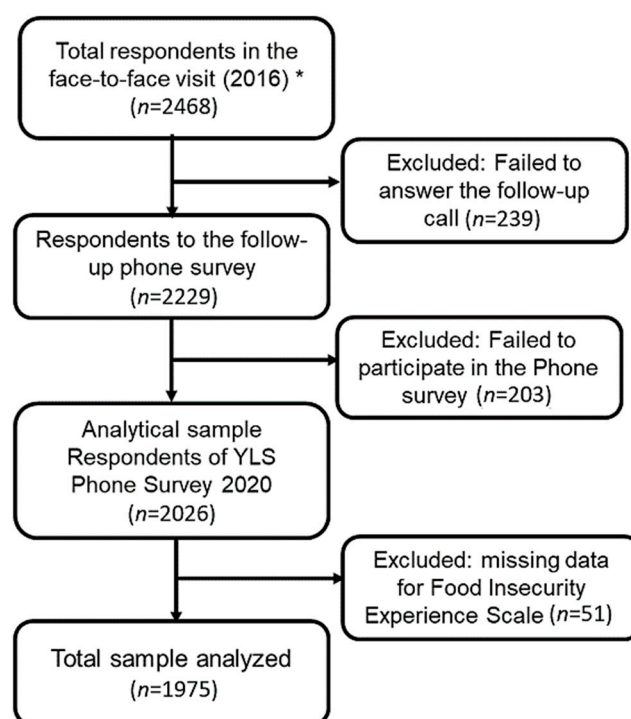 Total respondents in the
face-to-face visit (2016) *
(n=2468)
Excluded: Failed to
answer the follow-up
call (n=239)
Respondents to the follow-
up phone survey
(n=2229)
Excluded: Failed to
participate in the Phone
survey (n=203)
Analytical sample
Respondents of YLS
Phone Survey 2020
(n=2026)
Excluded: missing data
for Food Insecurity
Experience Scale (n=51)
Total sample analyzed
(n=1975)